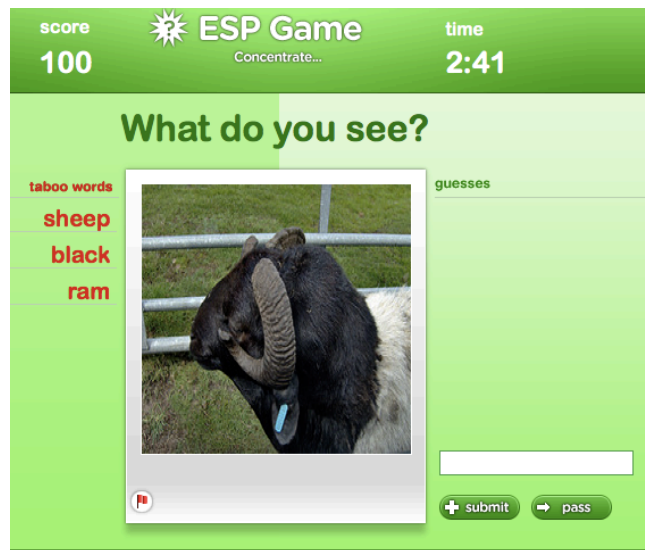 score
100
ESP Game
Concentrate...
time
2:41
What do you see?
taboo words
sheep
black
ram
guesses
submit
pass